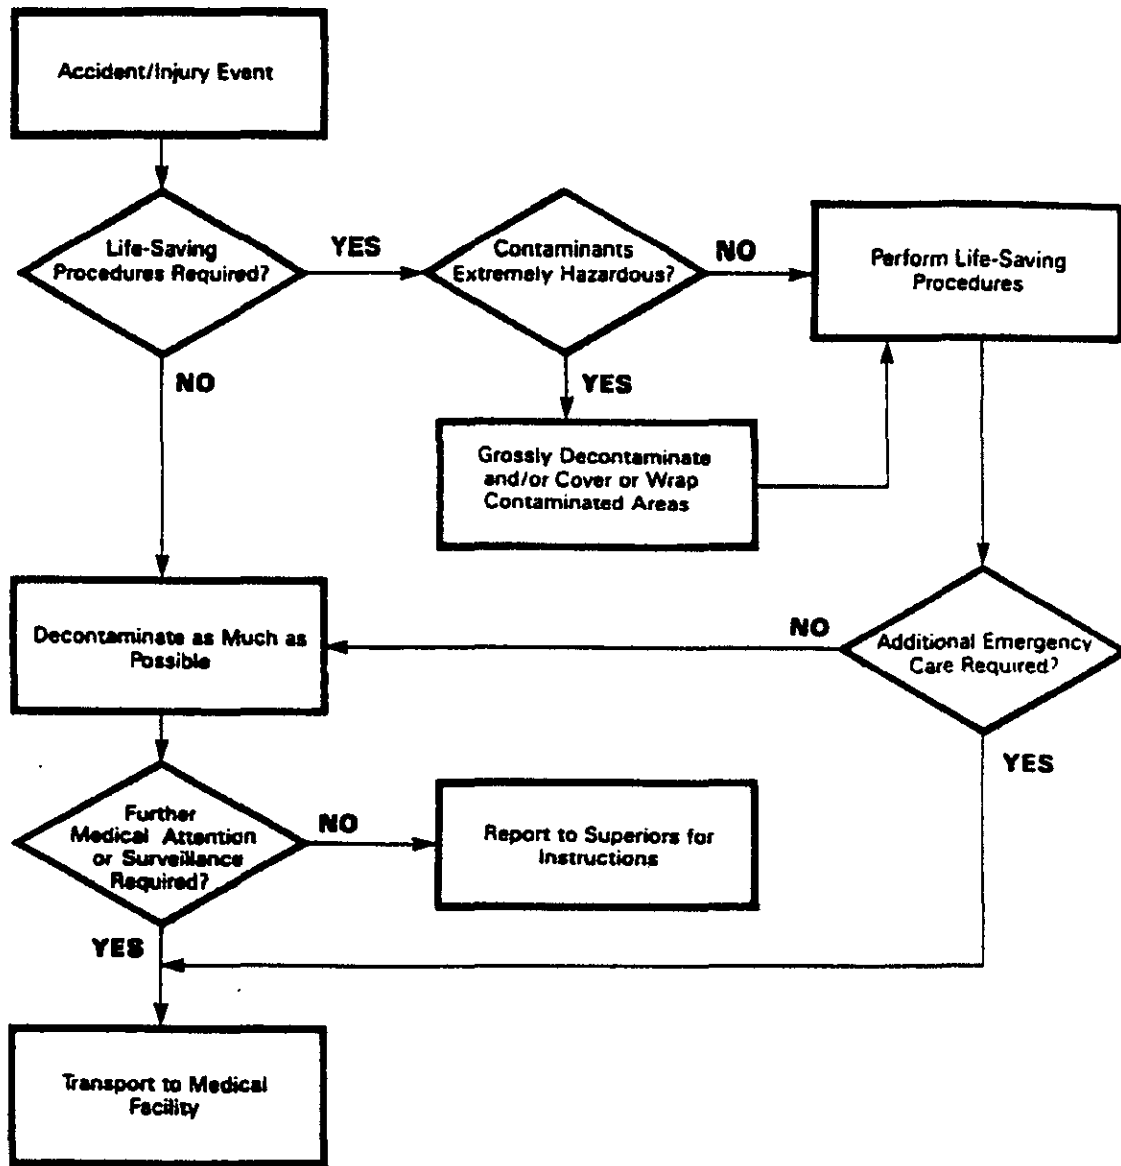 Accident/Injury Event
Life-Saving
Procedures Required?
YES
Contaminants
Extremely Hazardous?
NO
Perform Life-Saving
Procedures
NO
YES
Grossly Decontaminate
and/or Cover or Wrap
Contaminated Areas
Decontaminate as Much as
Possible
NO
Additional Emergency
Care Required?
YES
Further
Medical Attention
or Surveillance
Required?
NO
Report to Superiors for
Instructions
YES
Transport to Medical
Facility